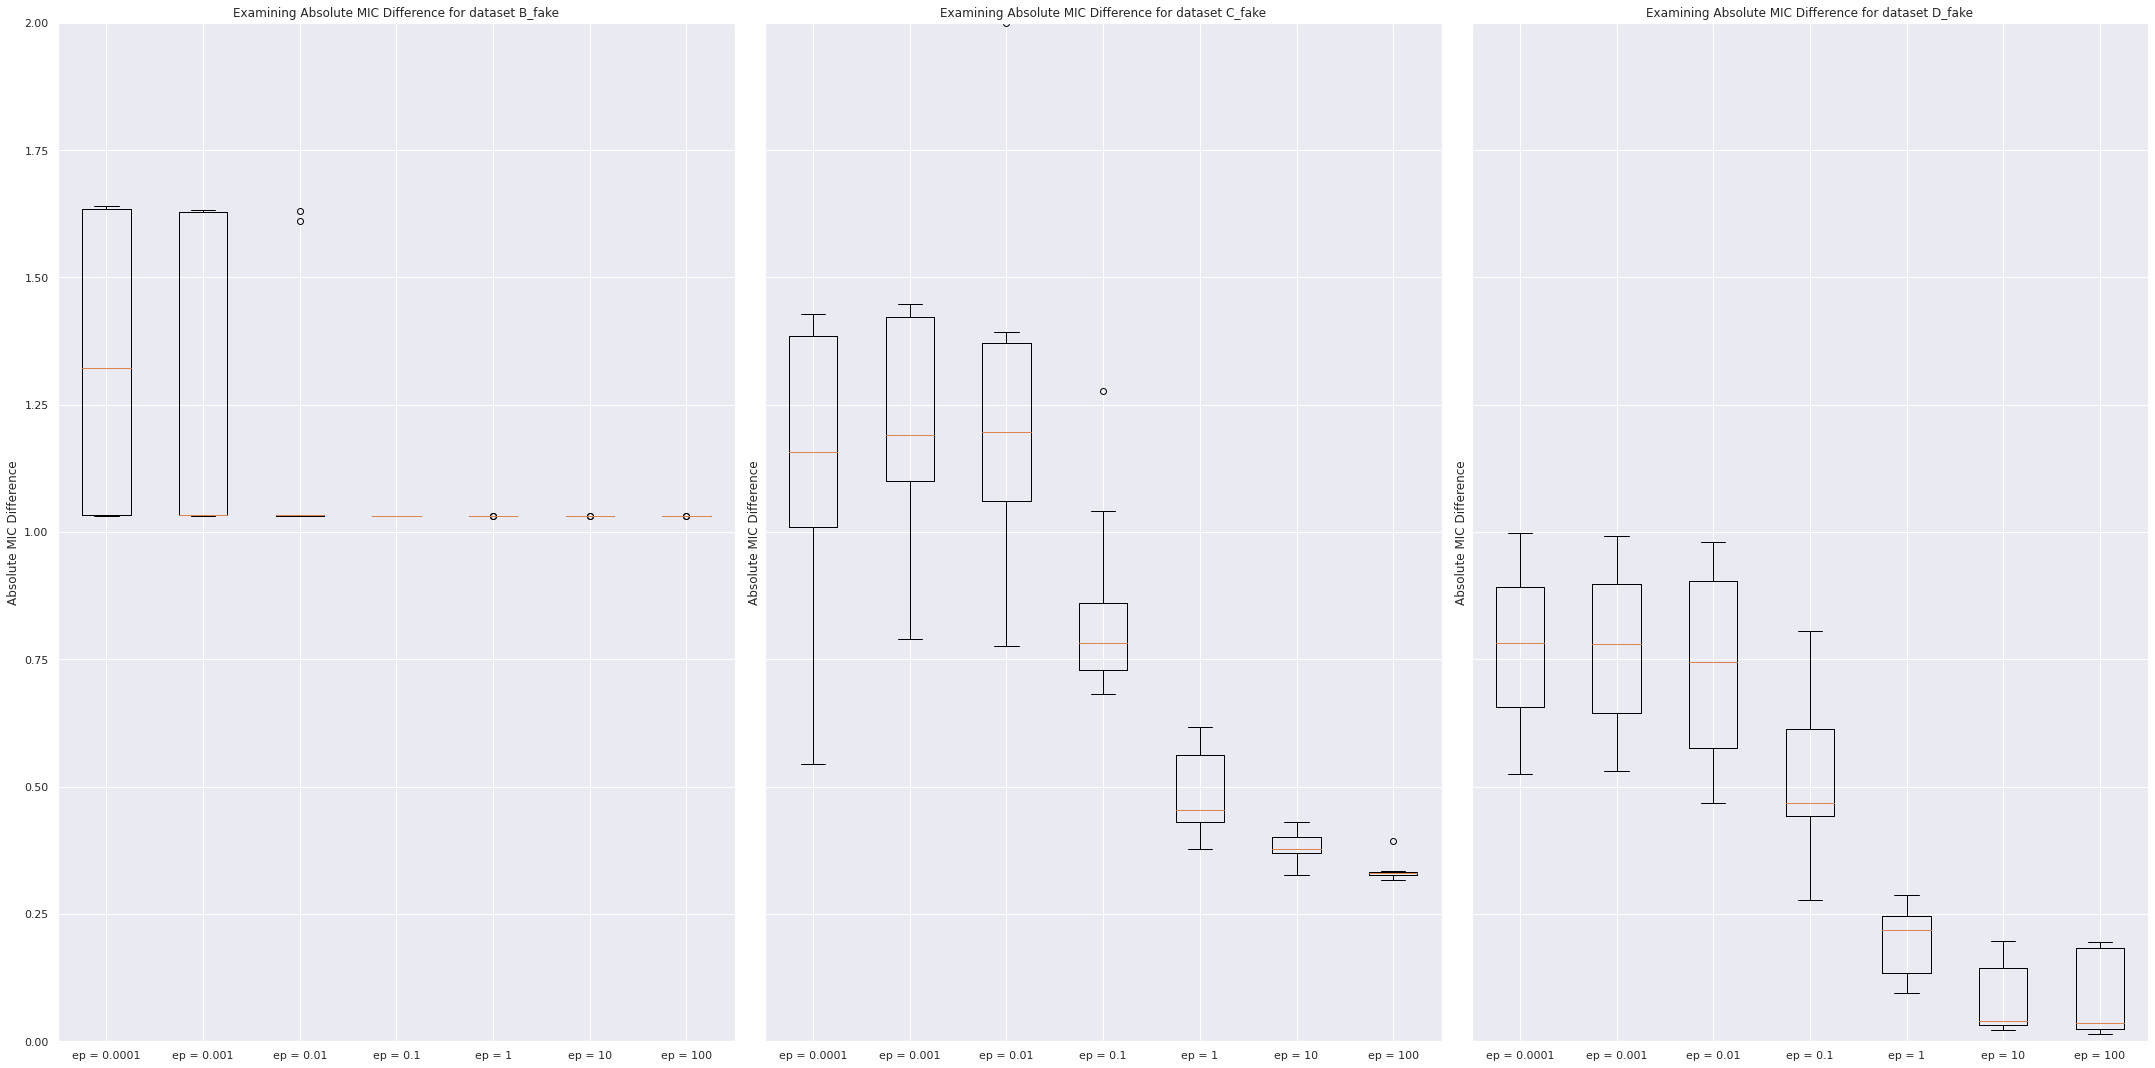 Examining Absolute MIC Difference for dataset B_fake
Absolute MIC Difference
2.00
1.75
1.50
1.25
1.00
0.75
0.50
0.25
0.00
ep = 0.0001 ep = 0.001 ep = 0.01 ep = 0.1 ep = 1 ep = 10 ep = 100
Examining Absolute MIC Difference for dataset C_fake
Absolute MIC Difference
ep = 0.0001 ep = 0.001 ep = 0.01 ep = 0.1 ep = 1 ep = 10 ep = 100
Examining Absolute MIC Difference for dataset D_fake
Absolute MIC Difference
ep = 0.0001 ep = 0.001 ep = 0.01 ep = 0.1 ep = 1 ep = 10 ep = 100